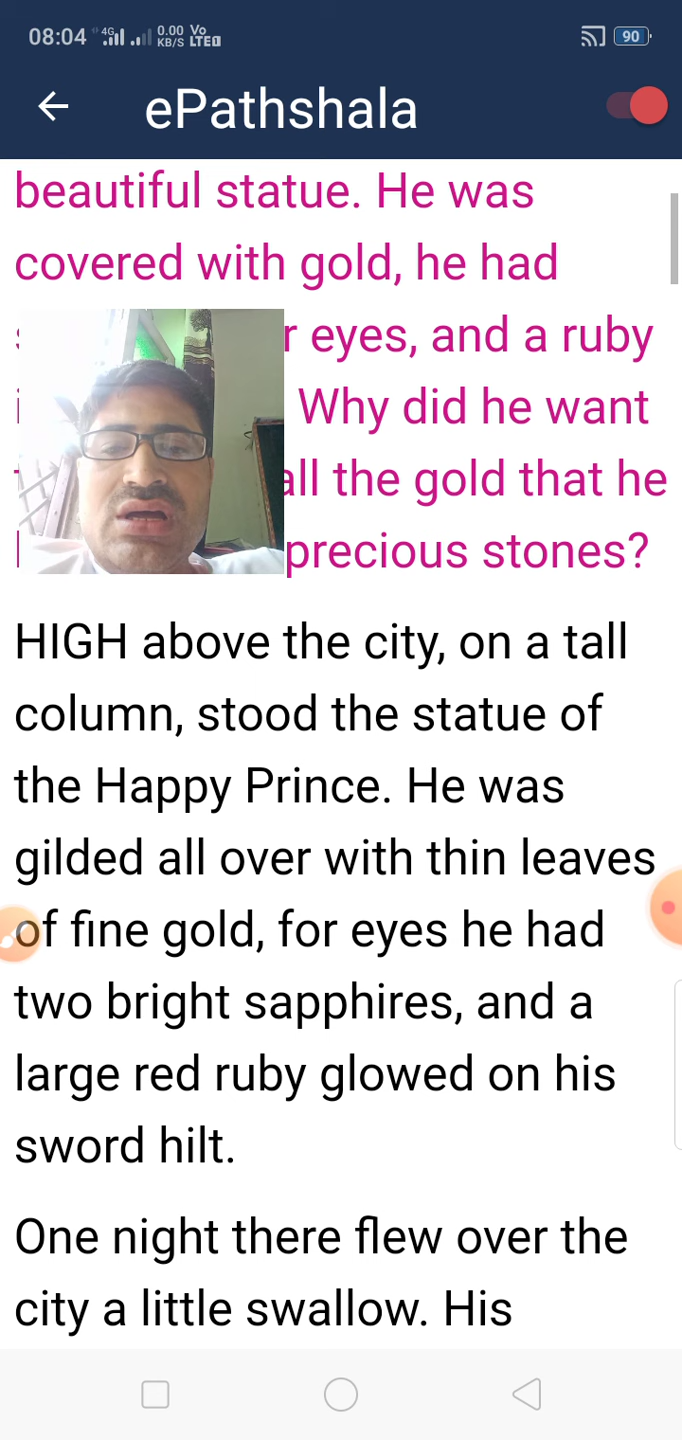 08:04 4G 0.00 KB/S Vo LTE 90
ePathshala
beautiful statue. He was
covered with gold, he had
eyes, and a ruby
Why did he want
all the gold that he
precious stones?
HIGH above the city, on a tall
column, stood the statue of
the Happy Prince. He was
gilded all over with thin leaves
of fine gold, for eyes he had
two bright sapphires, and a
large red ruby glowed on his
sword hilt.
One night there flew over the
city a little swallow. His